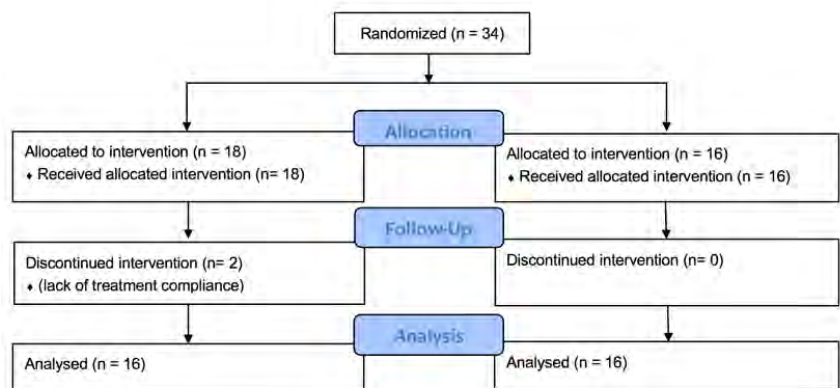 Randomized (n = 34)
Allocation
Allocated to intervention (n = 18)
♦ Received allocated intervention (n= 18)
Allocated to intervention (n = 16)
♦ Received allocated intervention (n = 16)
Follow-Up
Discontinued intervention (n= 2)
♦ (lack of treatment compliance)
Discontinued intervention (n= 0)
Analysis
Analysed (n = 16)
Analysed (n = 16)